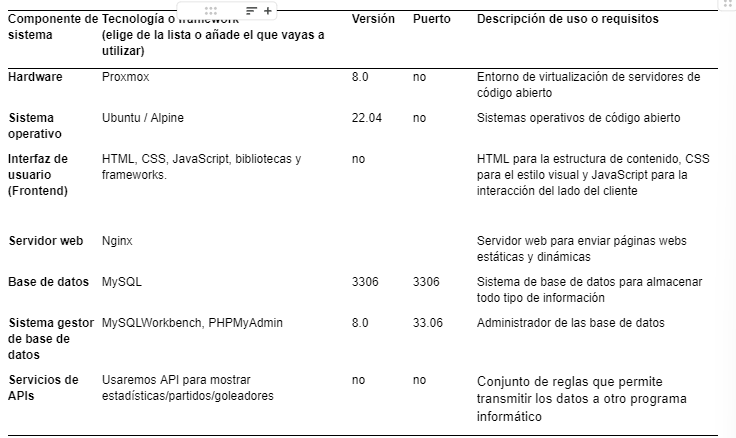 Componente de sistema | Tecnología o framework | Versión | Puerto | Descripción de uso o requisitos
(elige de la lista o añade el que vayas a
utilizar)
Hardware | Proxmox | 8.0 | no | Entorno de virtualización de servidores de
código abierto
Sistema | Ubuntu / Alpine | 22.04 | no | Sistemas operativos de código abierto
operativo
Interfaz de | HTML, CSS, JavaScript, bibliotecas y | no | HTML para la estructura de contenido, CSS
usuario | frameworks. | para el estilo visual y JavaScript para la
(Frontend) | interacción del lado del cliente
Servidor web | Nginx | Servidor web para enviar páginas webs
estáticas y dinámicas
Base de datos | MySQL | 3306 | 3306 | Sistema de base de datos para almacenar
todo tipo de información
Sistema gestor | MySQLWorkbench, PHPMyAdmin | 8.0 | 33.06 | Administrador de las base de datos
de base de
datos
Servicios de | Usaremos API para mostrar | no | no | Conjunto de reglas que permite
APIs | estadísticas/partidos/goleadores | transmitir los datos a otro programa
informático